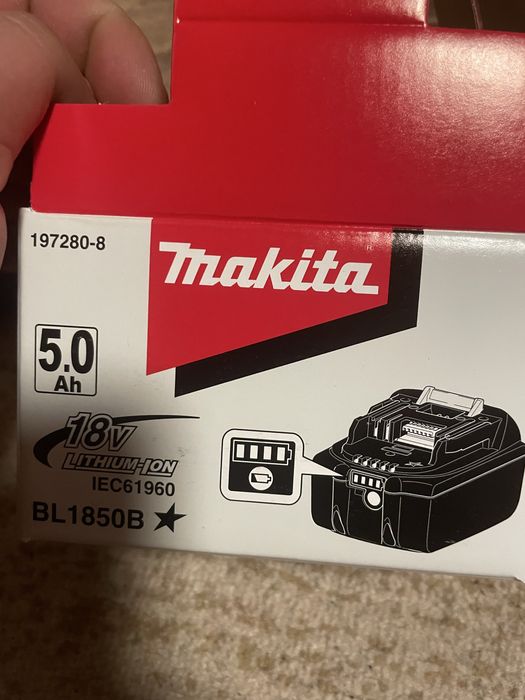 197280-8
makita
5.0
Ah
18V
LITHIUM-ION
IEC61960
BL1850B ★